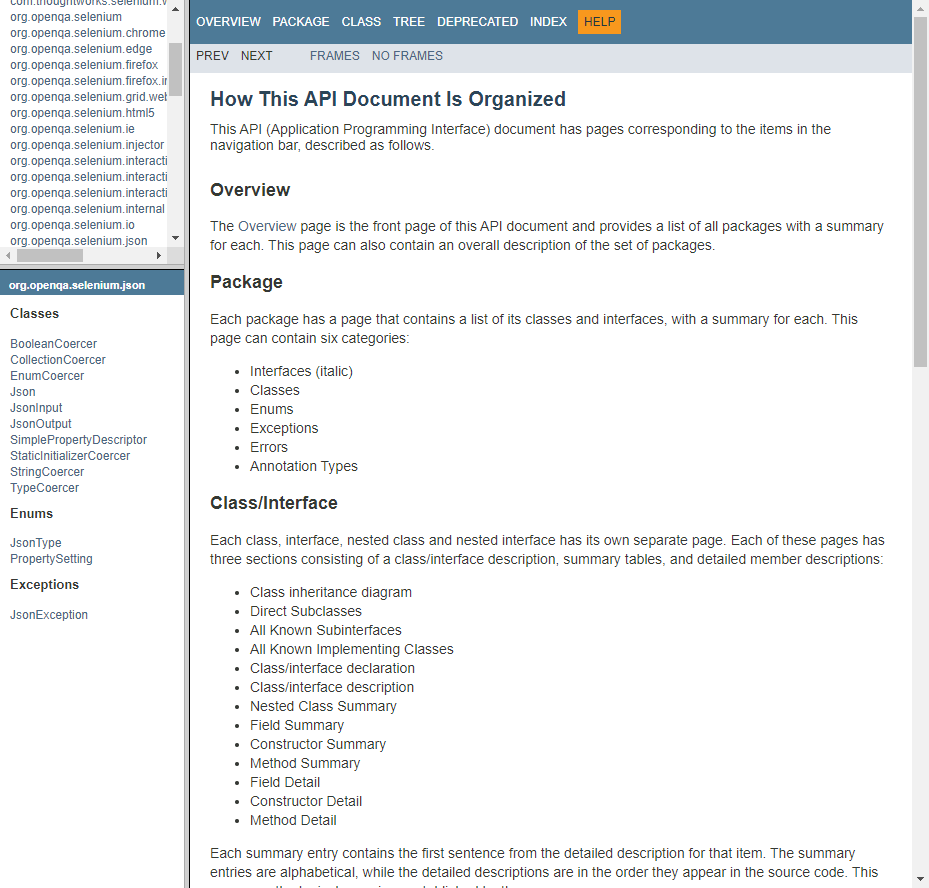 com.thoughtworks.selenium.
org.openqa.selenium
org.openqa.selenium.chrome
org.openqa.selenium.edge
org.openqa.selenium.firefox
org.openqa.selenium.firefox.
org.openqa.selenium.grid.web
org.openqa.selenium.html5
org.openqa.selenium.ie
org.openqa.selenium.injector
org.openqa.selenium.interacti
org.openqa.selenium.interacti
org.openqa.selenium.interacti
org.openqa.selenium.internal
org.openqa.selenium.io
org.openqa.selenium.json
org.openqa.selenium.json
Classes
BooleanCoercer
CollectionCoercer
EnumCoercer
Json
JsonInput
JsonOutput
SimplePropertyDescriptor
StaticInitializerCoercer
StringCoercer
TypeCoercer
Enums
JsonType
PropertySetting
Exceptions
JsonException
OVERVIEW PACKAGE CLASS TREE DEPRECATED INDEX HELP
PREV NEXT FRAMES NO FRAMES
How This API Document Is Organized
This API (Application Programming Interface) document has pages corresponding to the items in the
navigation bar, described as follows.
Overview
The Overview page is the front page of this API document and provides a list of all packages with a summary
for each. This page can also contain an overall description of the set of packages.
Package
Each package has a page that contains a list of its classes and interfaces, with a summary for each. This
page can contain six categories:
• Interfaces (italic)
• Classes
• Enums
• Exceptions
• Errors
• Annotation Types
Class/Interface
Each class, interface, nested class and nested interface has its own separate page. Each of these pages has
three sections consisting of a class/interface description, summary tables, and detailed member descriptions:
• Class inheritance diagram
• Direct Subclasses
• All Known Subinterfaces
• All Known Implementing Classes
• Class/interface declaration
• Class/interface description
• Nested Class Summary
• Field Summary
• Constructor Summary
• Method Summary
• Field Detail
• Constructor Detail
• Method Detail
Each summary entry contains the first sentence from the detailed description for that item. The summary
entries are alphabetical, while the detailed descriptions are in the order they appear in the source code. This